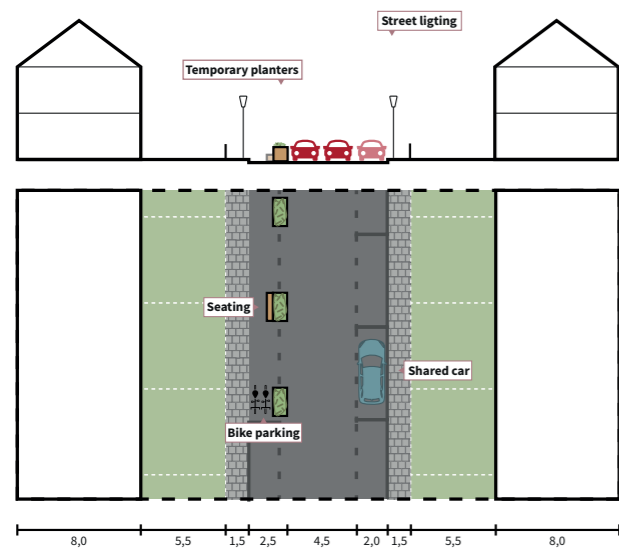 Street ligting
Temporary planters
Seating
Shared car
Bike parking
8,0 5,5 1,5 2,5 4,5 2,0 1,5 5,5 8,0